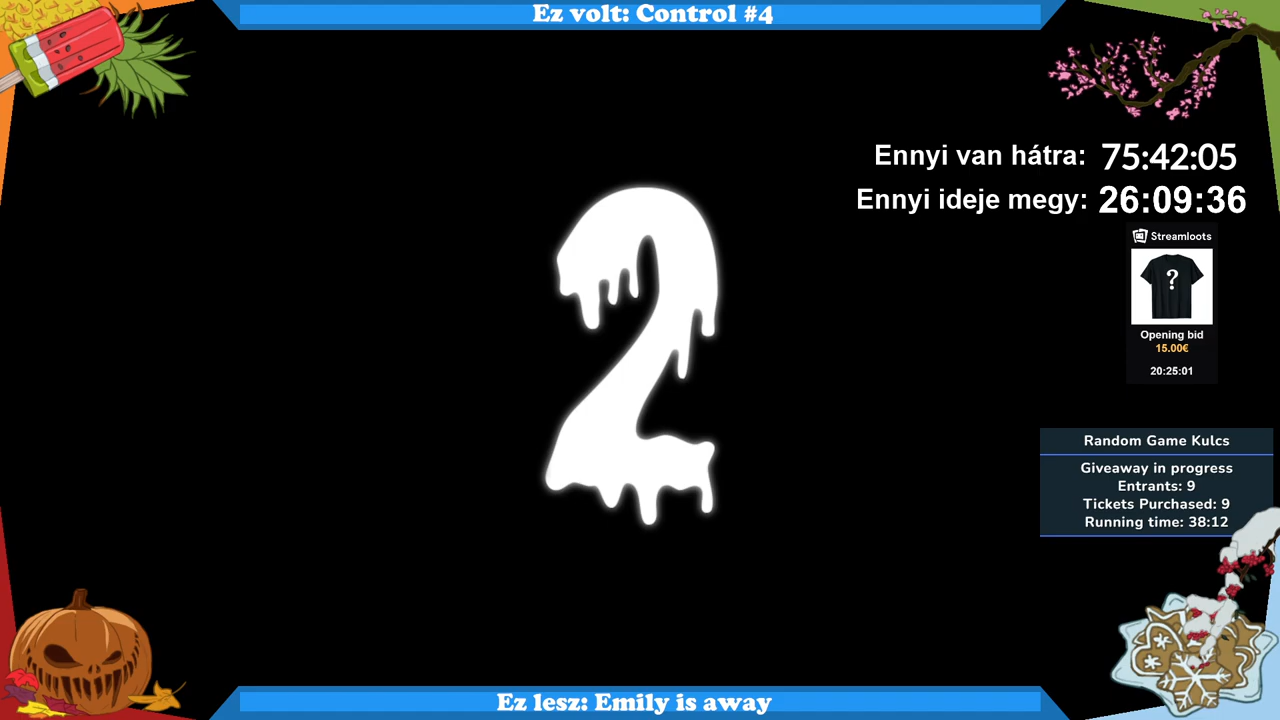 Ez volt: Control #4
Ennyi van hátra: 75:42:05
Ennyi ideje megy: 26:09:36
Streamloots
?
Opening bid
15.00€
20:25:01
2
Random Game Kulcs
Giveaway in progress
Entrants: 9
Tickets Purchased: 9
Running time: 38:12
Ez lesz: Emily is away